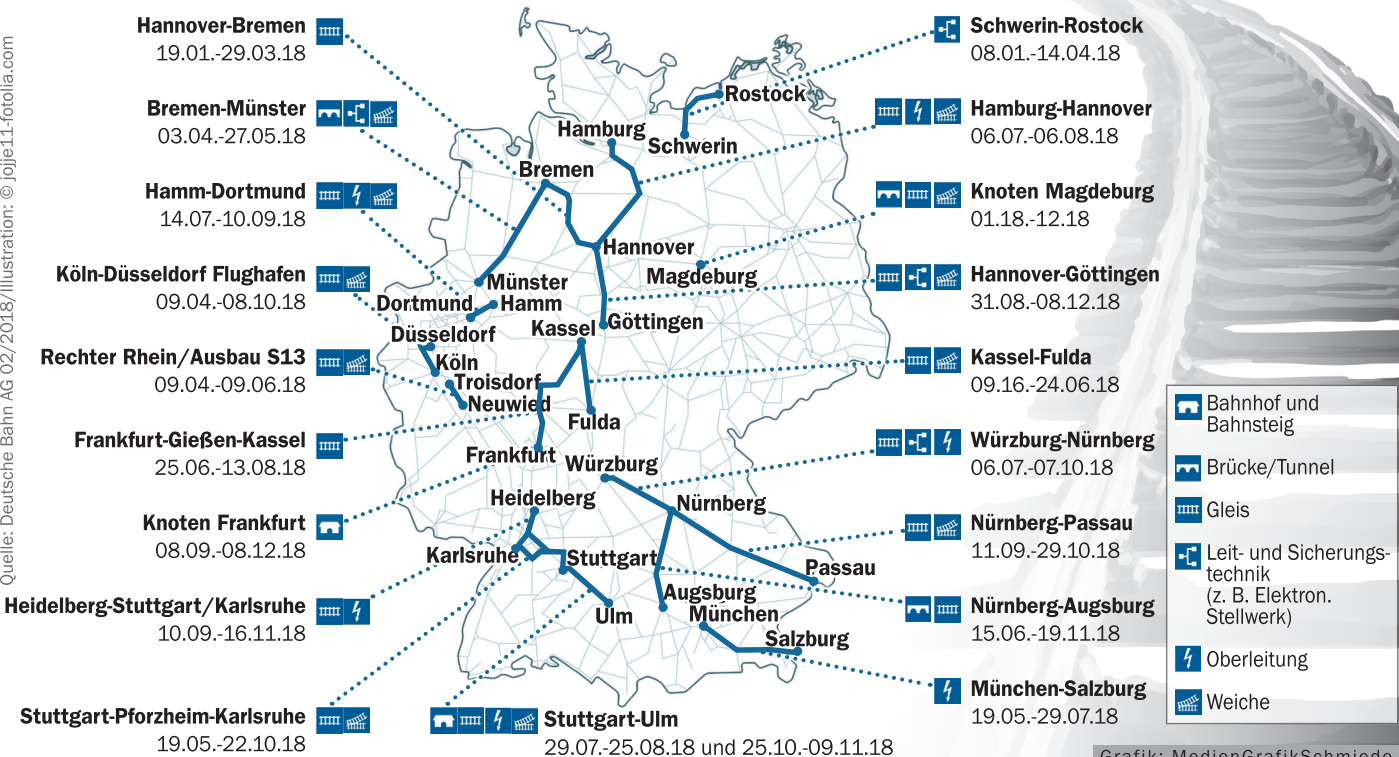 Hannover-Bremen
19.01.-29.03.18
Bremen-Münster
03.04.-27.05.18
Hamm-Dortmund
14.07.-10.09.18
Köln-Düsseldorf Flughafen
09.04.-08.10.18
Rechter Rhein/Ausbau S13
09.04.-09.06.18
Frankfurt-Gießen-Kassel
25.06.-13.08.18
Knoten Frankfurt
08.09.-08.12.18
Heidelberg-Stuttgart/Karlsruhe
10.09.-16.11.18
Stuttgart-Pforzheim-Karlsruhe
19.05.-22.10.18
Stuttgart-Ulm
29.07.-25.08.18 und 25.10.-09.11.18
Rostock
Hamburg
Schwerin
Bremen
Hannover
Magdeburg
Münster
Dortmund
Hamm
Göttingen
Kassel
Düsseldorf
Köln
Troisdorf
Neuwied
Fulda
Frankfurt
Würzburg
Heidelberg
Nürnberg
Karlsruhe
Stuttgart
Passau
Augsburg
Ulm
München
Salzburg
Schwerin-Rostock
08.01.-14.04.18
Hamburg-Hannover
06.07.-06.08.18
Knoten Magdeburg
01.18.-12.18
Hannover-Göttingen
31.08.-08.12.18
Kassel-Fulda
09.16.-24.06.18
Würzburg-Nürnberg
06.07.-07.10.18
Nürnberg-Passau
11.09.-29.10.18
Nürnberg-Augsburg
15.06.-19.11.18
München-Salzburg
19.05.-29.07.18
Bahnhof und
Bahnsteig
Brücke/Tunnel
Gleis
Leit- und Sicherungs-
technik
(z. B. Elektron.
Stellwerk)
Oberleitung
Weiche
Quelle: Deutsche Bahn AG 02/2018/Illustration: © jojje11-fotolia.com
Grafik: MedienGrafikSchmiede